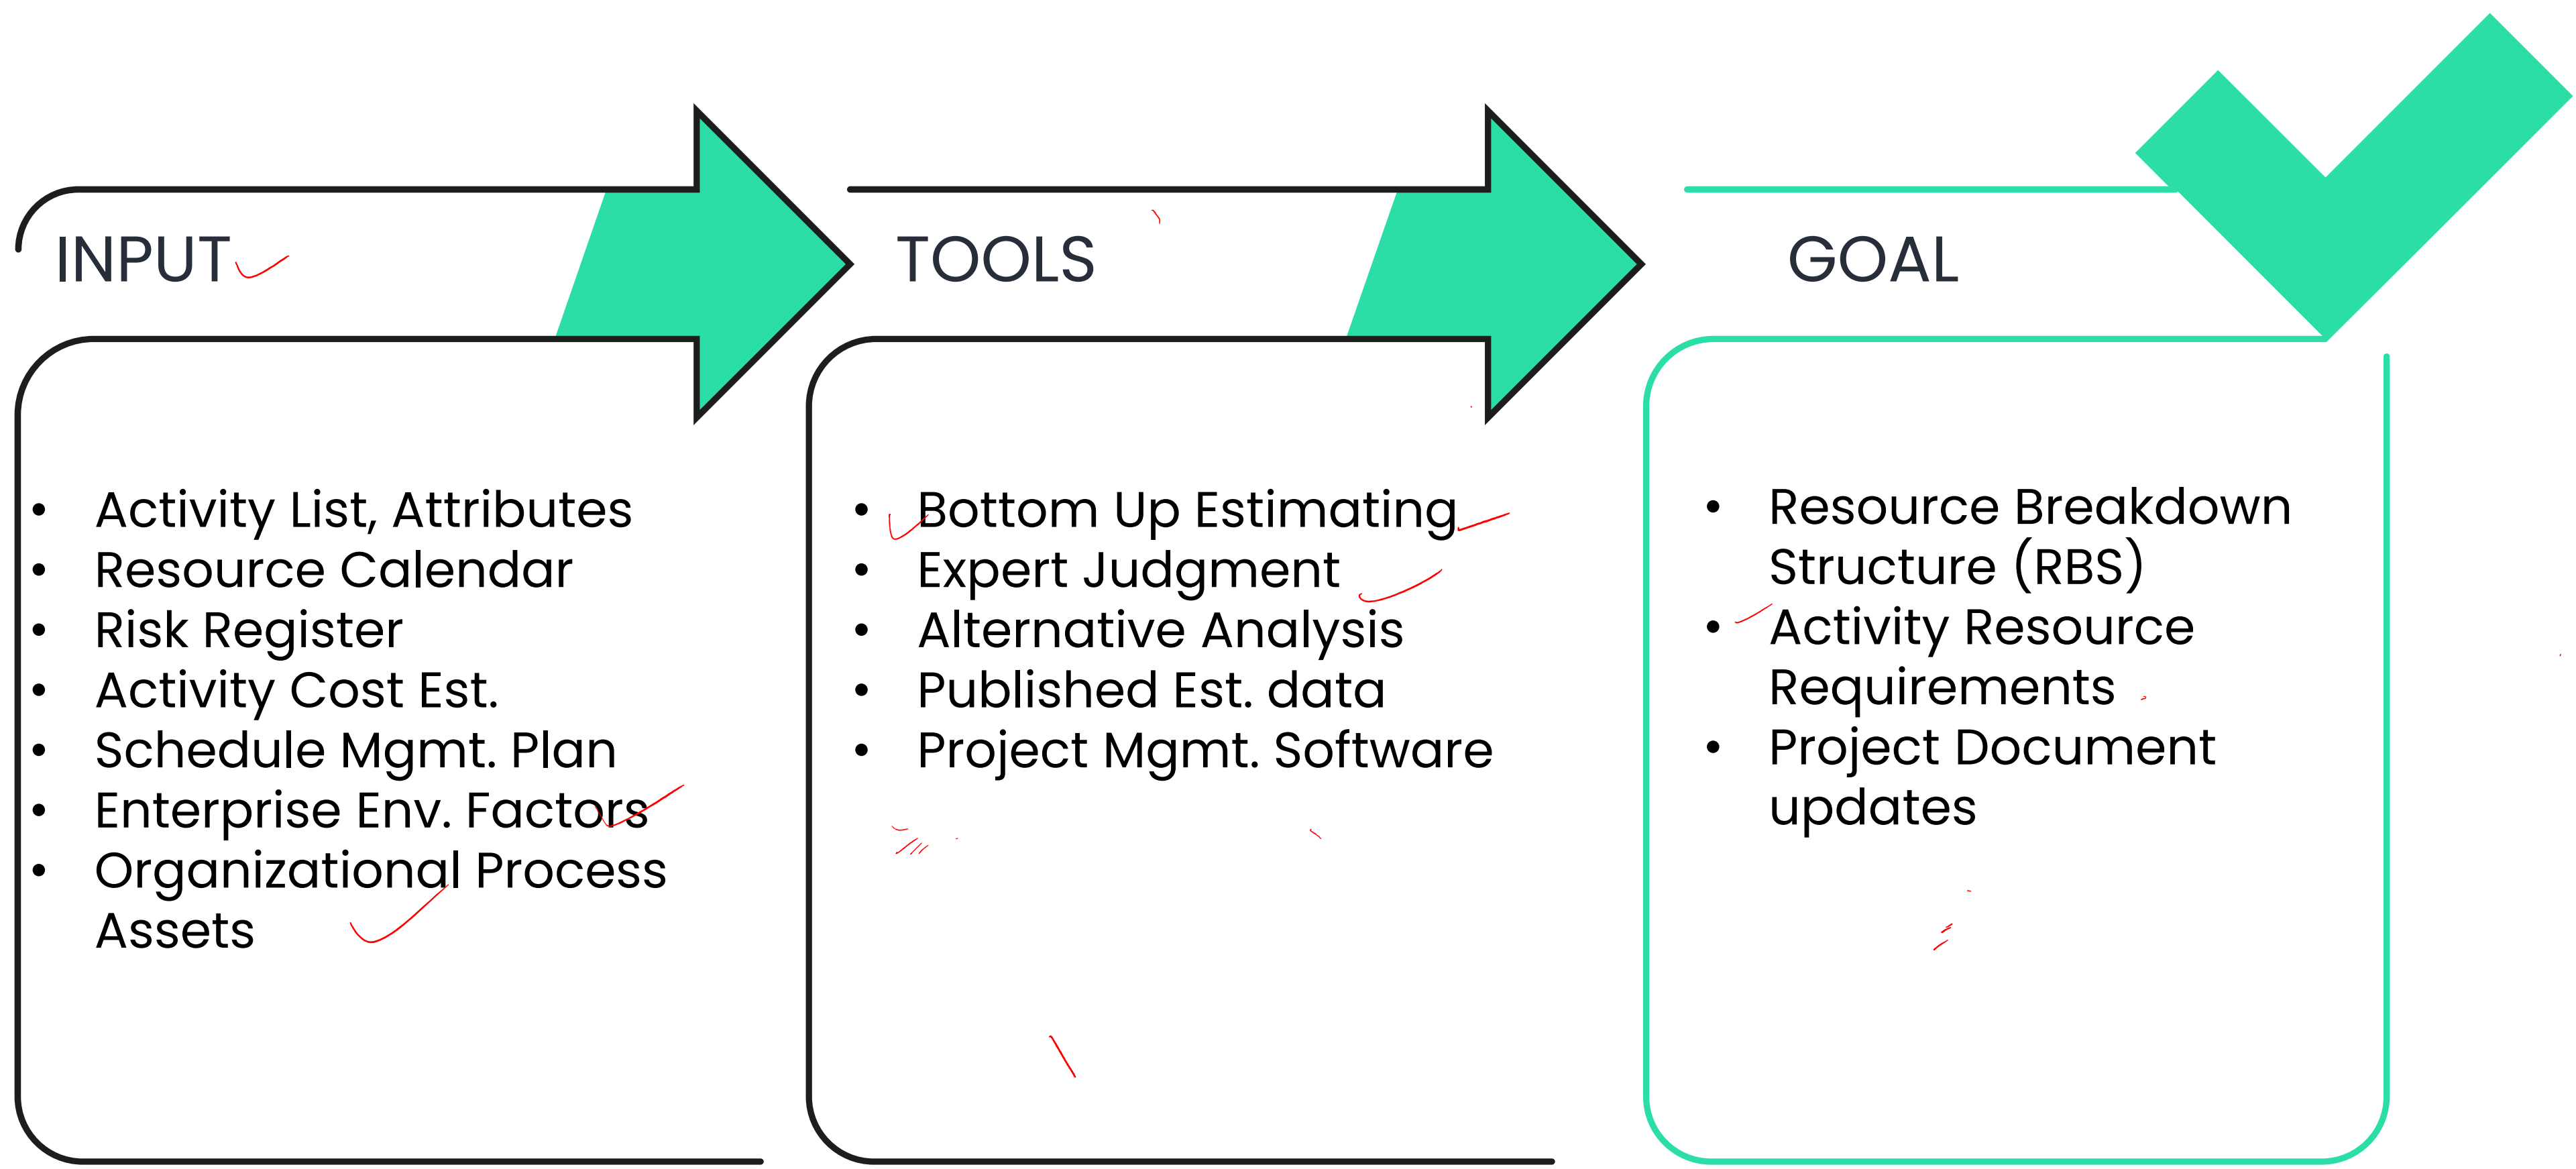 INPUT
TOOLS
GOAL
• Activity List, Attributes
• Resource Calendar
• Risk Register
• Activity Cost Est.
• Schedule Mgmt. Plan
• Enterprise Env. Factors
• Organizational Process
Assets
• Bottom Up Estimating
• Expert Judgment
• Alternative Analysis
• Published Est. data
• Project Mgmt. Software
• Resource Breakdown
Structure (RBS)
• Activity Resource
Requirements
• Project Document
updates